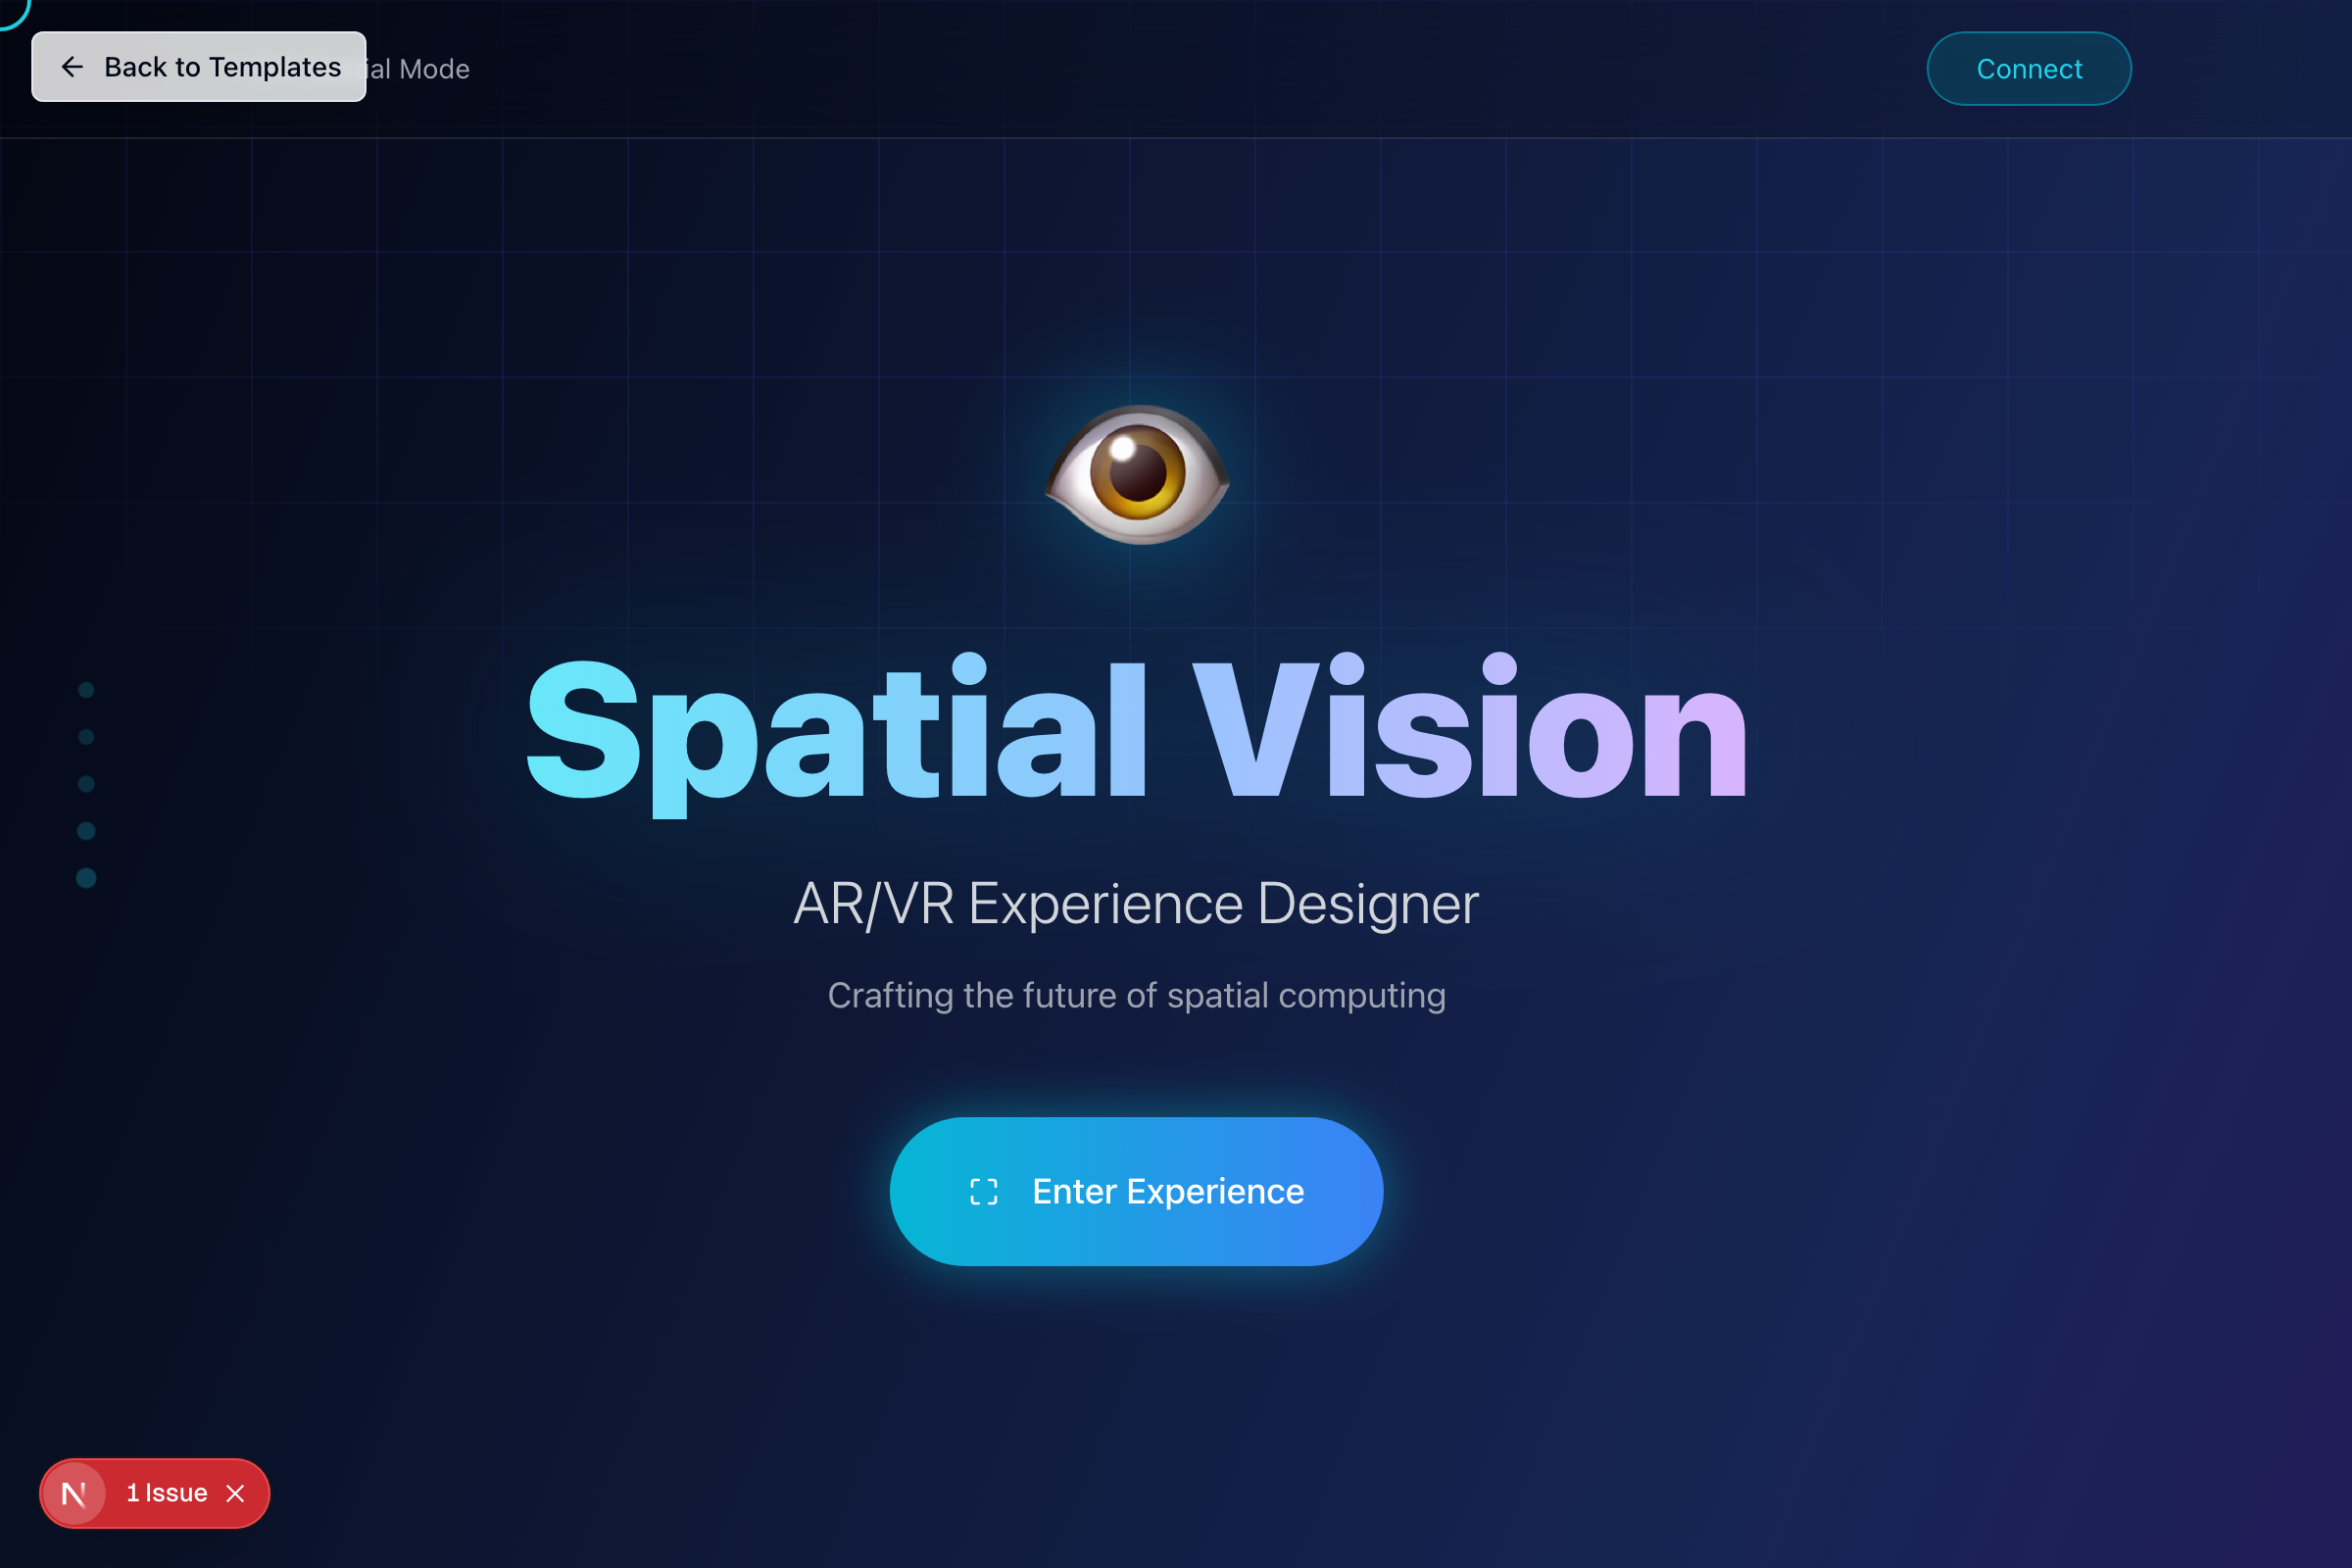 Back to Templates
ial Mode
Connect
Spatial Vision
AR/VR Experience Designer
Crafting the future of spatial computing
Enter Experience
N 1 Issue